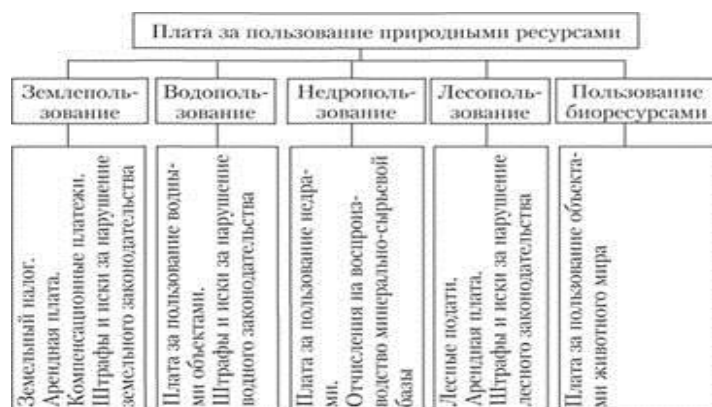 Плата за пользование природными ресурсами
Землеполь-
зование
Водополь-
зование
Недрополь-
зование
Лесополь-
зование
Пользование
биоресурсами
Земельный налог.
Арендная плата.
Компенсационные платежи.
Штрафы и иски за нарушение
земельного законодательства
Плата за пользование водны-
ми объектами.
Штрафы и иски за нарушение
водного законодательства
Плата за пользование недра-
ми.
Отчисления на воспроиз-
водство минерально-сырьевой
базы
Лесные подати.
Арендная плата.
Штрафы и иски за нарушение
лесного законодательства
Плата за пользование объекта-
ми животного мира